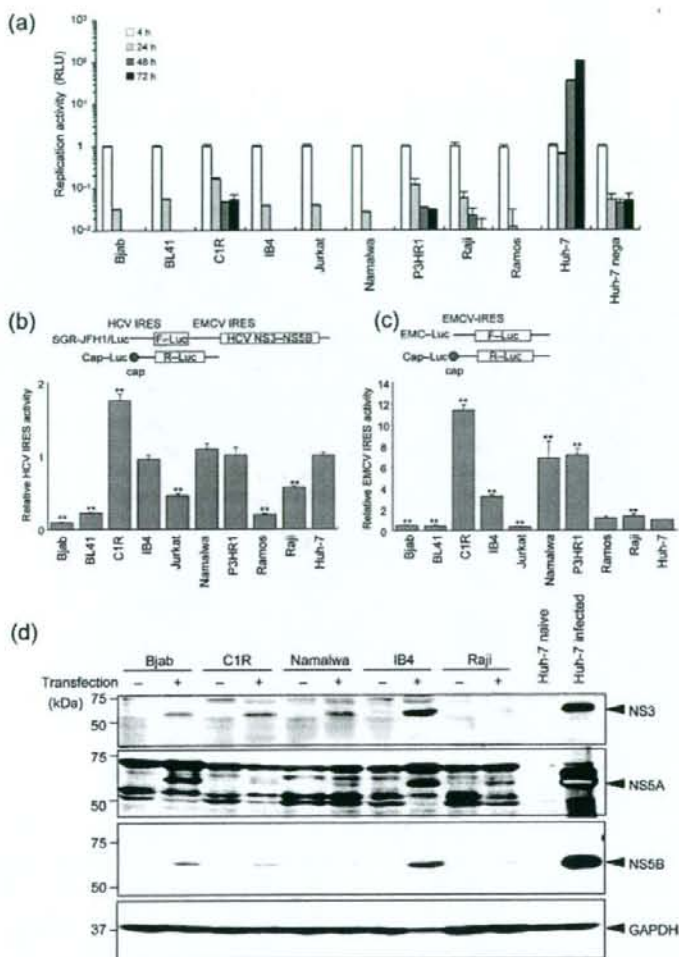 (a)
10³
10²
10¹
1
10⁻¹
10⁻²
Replication activity (RLU)
4 h
24 h
48 h
72 h
Bjab
BL41
C1R
IB4
Jurkat
Namalwa
P3HR1
Raji
Ramos
Huh-7
Huh-7 nega
(b)
HCV IRES EMCV IRES
SGR-JFH1/Luc F-Luc HCV NS3-NS5B
Cap-Luc R-Luc
cap
Relative HCV IRES activity
2
1
0
** ** ** ** ** **
Bjab
BL41
C1R
IB4
Jurkat
Namalwa
P3HR1
Ramos
Raji
Huh-7
(c)
EMCV-IRES
EMC-Luc F-Luc
Cap-Luc R-Luc
cap
Relative EMCV IRES activity
14
12
10
8
6
4
2
0
** ** ** ** ** ** ** **
Bjab
BL41
C1R
IB4
Jurkat
Namalwa
P3HR1
Ramos
Raji
Huh-7
(d)
Bjab C1R Namalwa IB4 Raji Huh-7 naive Huh-7 infected
Transfection – + – + – + – + – +
(kDa)
75
50
NS3
75
50
NS5A
75
50
NS5B
37
GAPDH